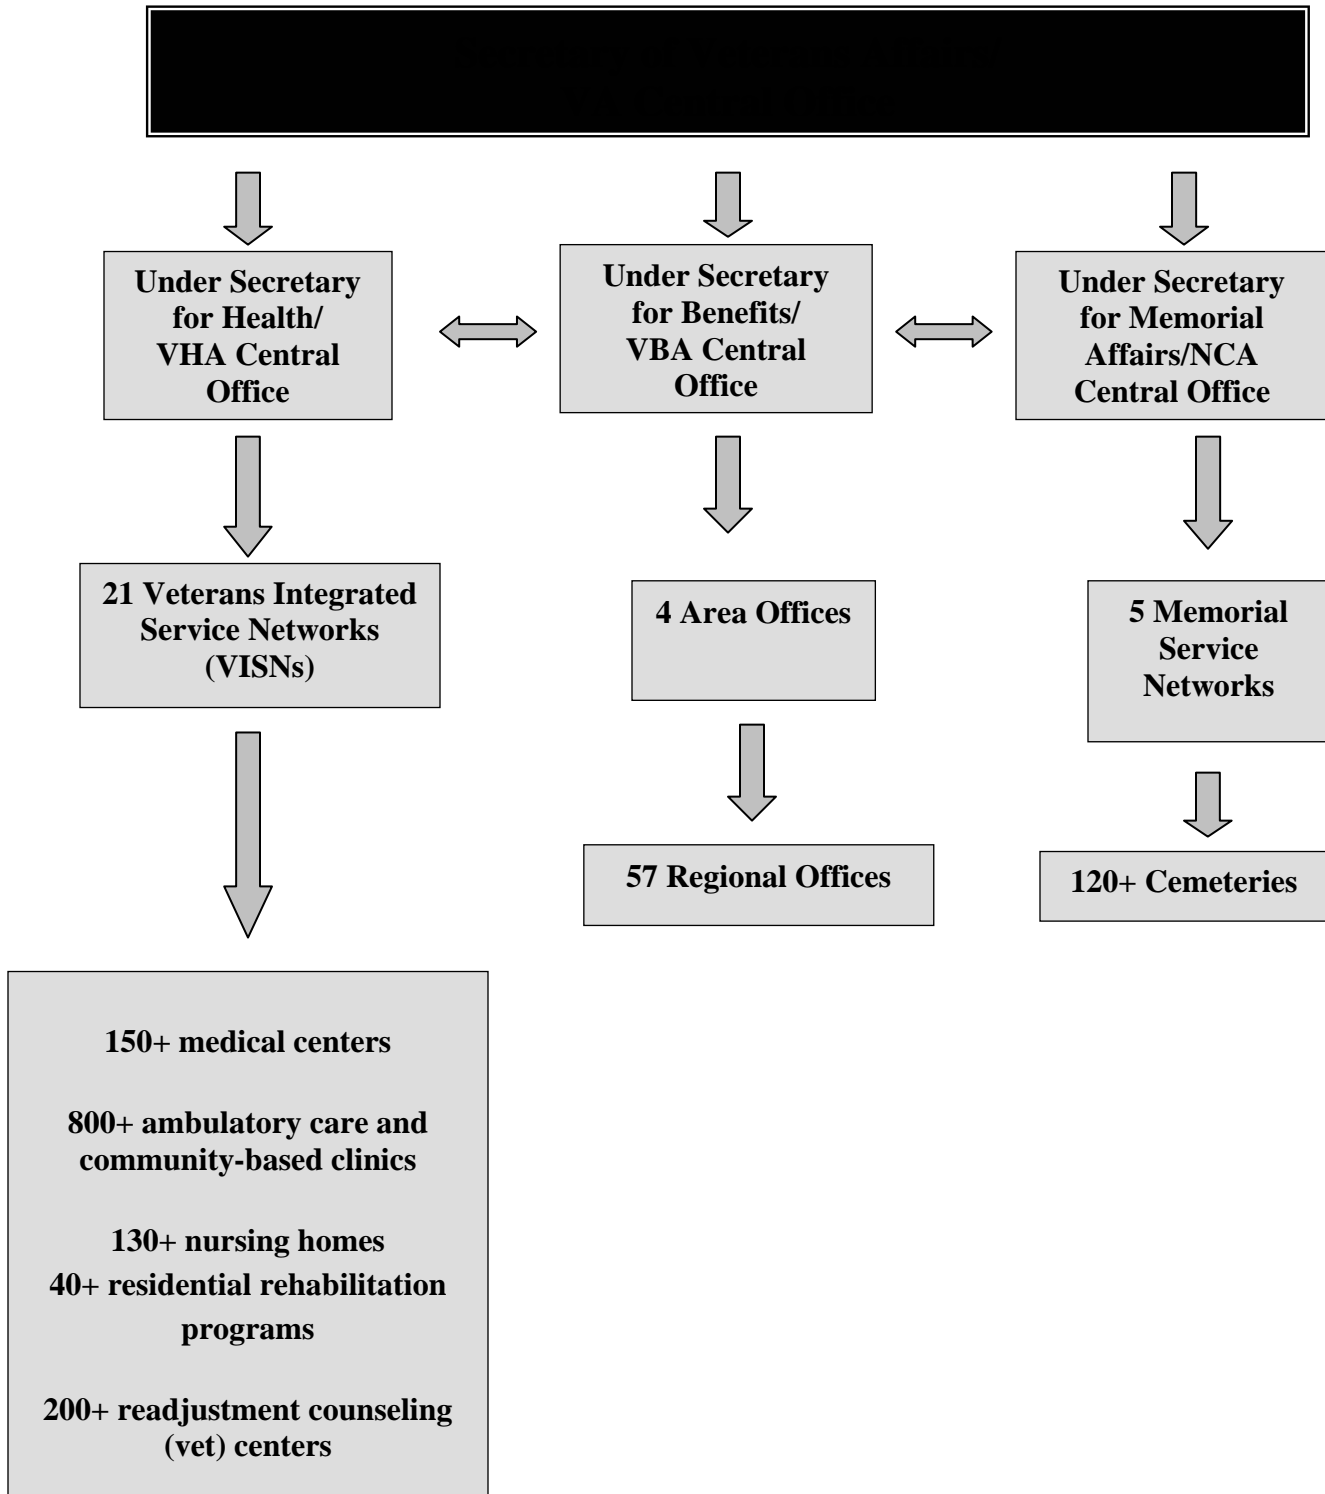 Under Secretary
for Health/
VHA Central
Office
Under Secretary
for Benefits/
VBA Central
Office
Under Secretary
for Memorial
Affairs/NCA
Central Office
21 Veterans Integrated
Service Networks
(VISNs)
4 Area Offices
5 Memorial
Service
Networks
57 Regional Offices
120+ Cemeteries
150+ medical centers
800+ ambulatory care and
community-based clinics
130+ nursing homes
40+ residential rehabilitation
programs
200+ readjustment counseling
(vet) centers